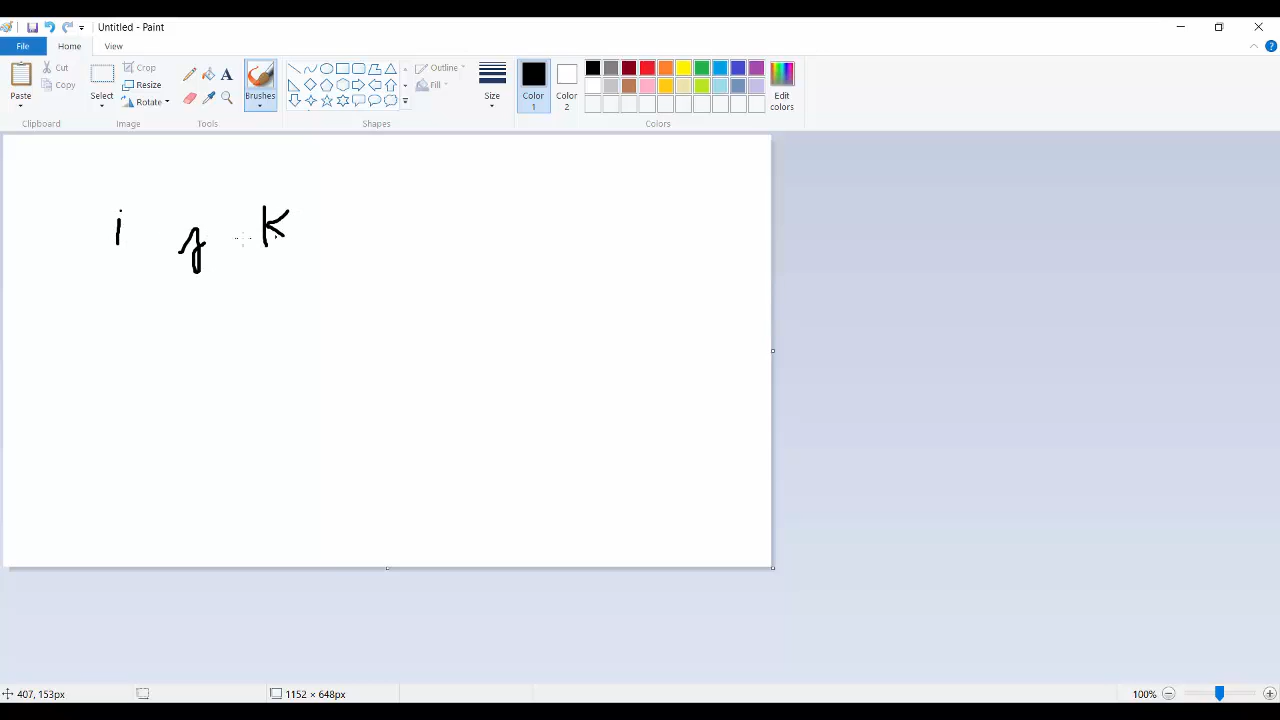 Untitled - Paint
File Home View
Paste
Cut
Copy
Clipboard
Select
Crop
Resize
Rotate
Image
Tools
Brushes
Shapes
Outline
Fill
Size
Color 1
Color 2
Edit colors
Colors
i j K
407, 153px
1152 × 648px
100%